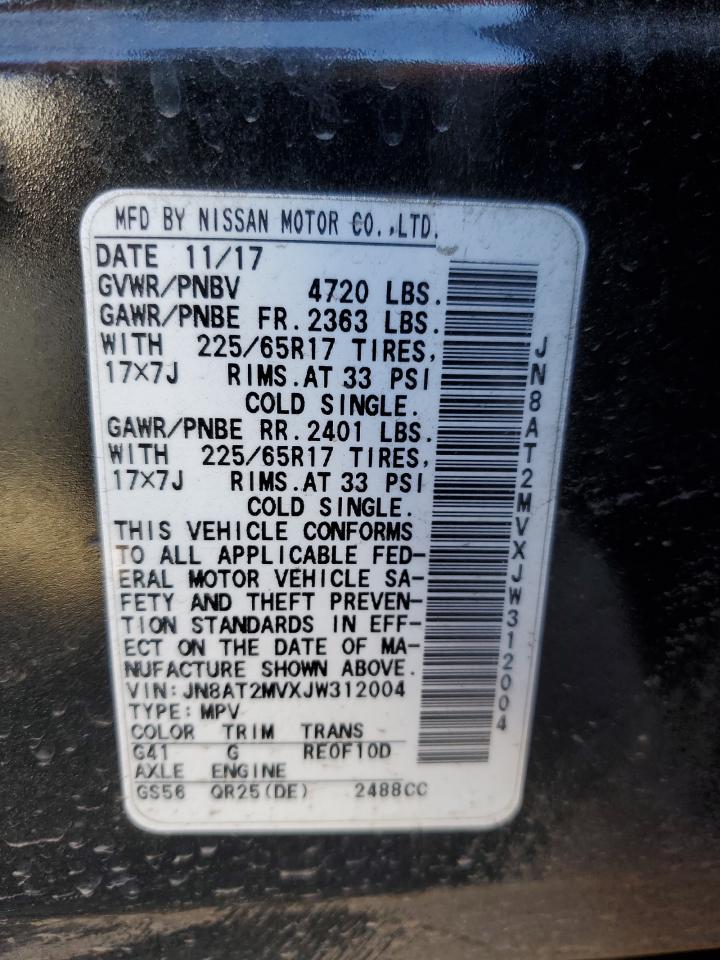 MFD BY NISSAN MOTOR CO.,LTD.
DATE 11/17
GVWR/PNBV 4720 LBS.
GAWR/PNBE FR.2363 LBS.
WITH 225/65R17 TIRES,
17×7J RIMS.AT 33 PSI
COLD SINGLE.
GAWR/PNBE RR.2401 LBS.
WITH 225/65R17 TIRES,
17×7J RIMS.AT 33 PSI
COLD SINGLE.
THIS VEHICLE CONFORMS
TO ALL APPLICABLE FED-
ERAL MOTOR VEHICLE SA-
FETY AND THEFT PREVEN-
TION STANDARDS IN EFF-
ECT ON THE DATE OF MA-
NUFACTURE SHOWN ABOVE.
VIN:JN8AT2MVXJW312004
TYPE:MPV
COLOR TRIM TRANS
G41 G RE0F10D
AXLE ENGINE
GS56 QR25(DE) 2488CC
JN8AT2MVXJW312004